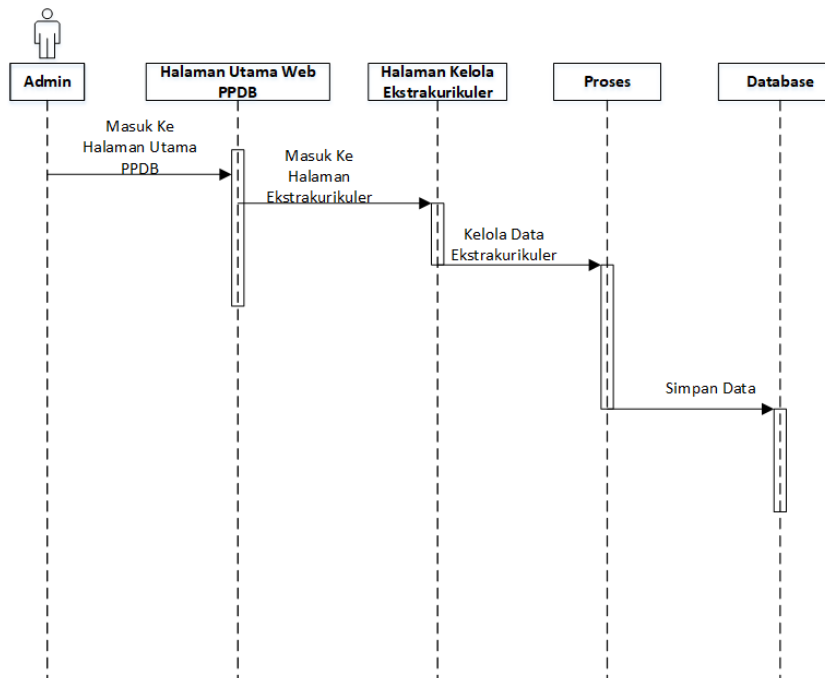 Admin
Halaman Utama Web
PPDB
Halaman Kelola
Ekstrakurikuler
Proses
Database
Masuk Ke
Halaman Utama
PPDB
Masuk Ke
Halaman
Ekstrakurikuler
Kelola Data
Ekstrakurikuler
Simpan Data